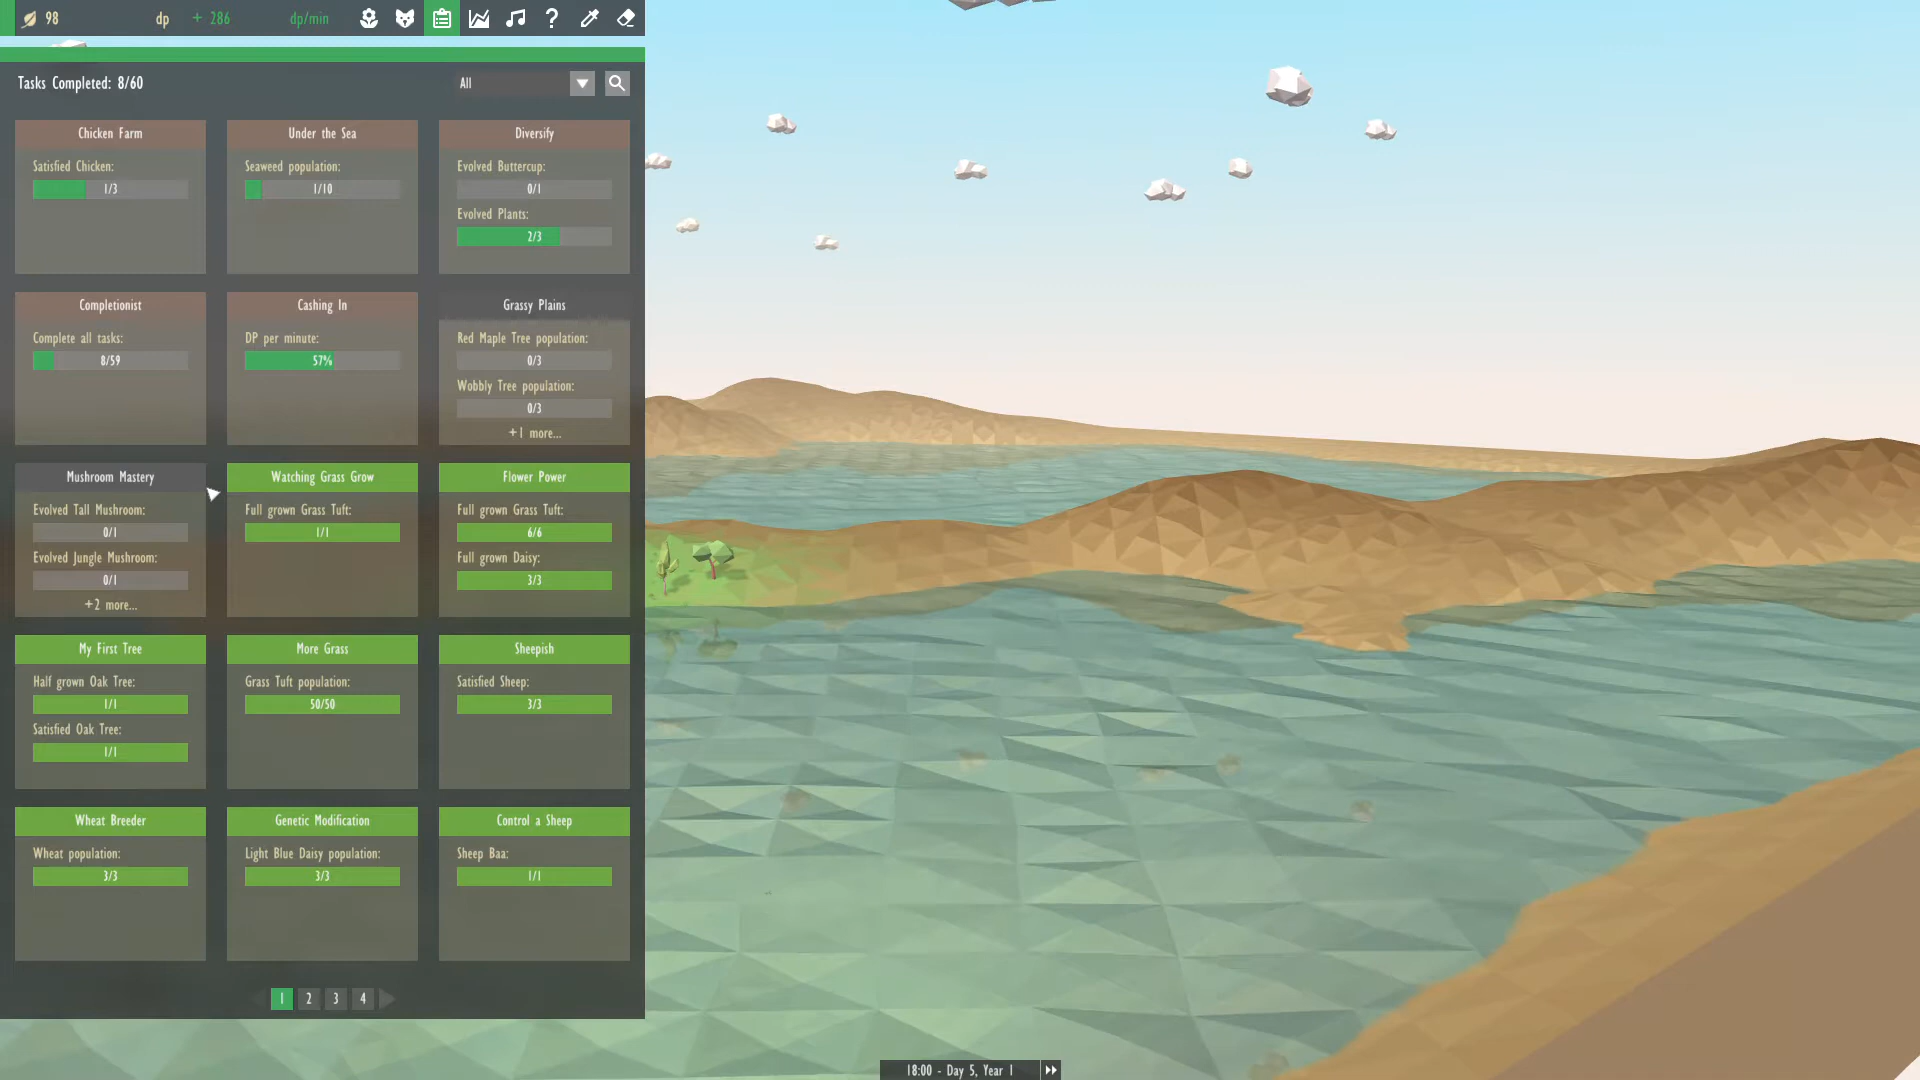 98 dp + 286 dp/min
Tasks Completed: 8/60
All
Chicken Farm
Satisfied Chicken:
1/3
Under the Sea
Seaweed population:
1/10
Diversify
Evolved Buttercup:
0/1
Evolved Plants:
2/3
Completionist
Complete all tasks:
8/59
Cashing In
DP per minute:
57%
Grassy Plains
Red Maple Tree population:
0/3
Wobbly Tree population:
0/3
+1 more...
Mushroom Mastery
Evolved Tall Mushroom:
0/1
Evolved Jungle Mushroom:
0/1
+2 more...
Watching Grass Grow
Full grown Grass Tuft:
1/1
Flower Power
Full grown Grass Tuft:
6/6
Full grown Daisy:
3/3
My First Tree
Half grown Oak Tree:
1/1
Satisfied Oak Tree:
1/1
More Grass
Grass Tuft population:
50/50
Sheepish
Satisfied Sheep:
3/3
Wheat Breeder
Wheat population:
3/3
Genetic Modification
Light Blue Daisy population:
3/3
Control a Sheep
Sheep Baa:
1/1
1 2 3 4
18:00 - Day 5, Year 1